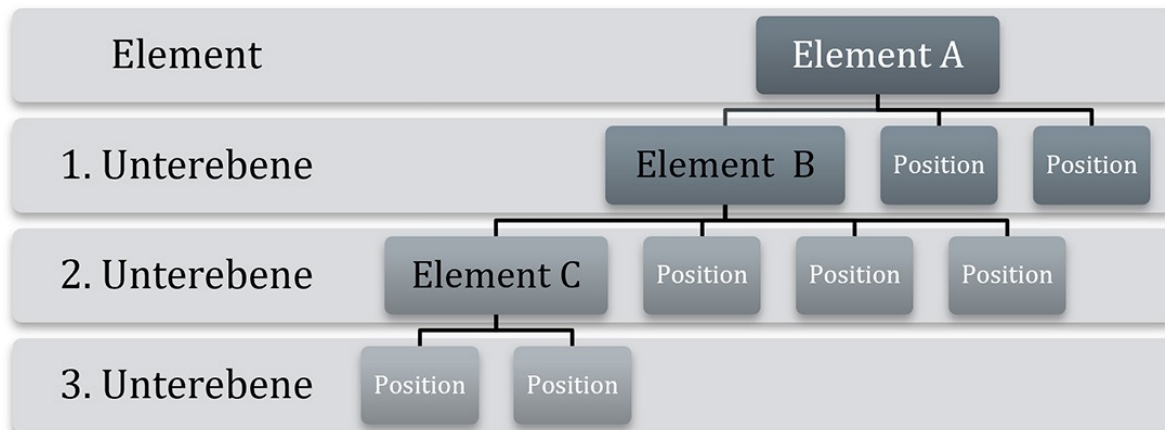 Element
Element A
1. Unterebene
Element B
Position
Position
2. Unterebene
Element C
Position
Position
Position
3. Unterebene
Position
Position